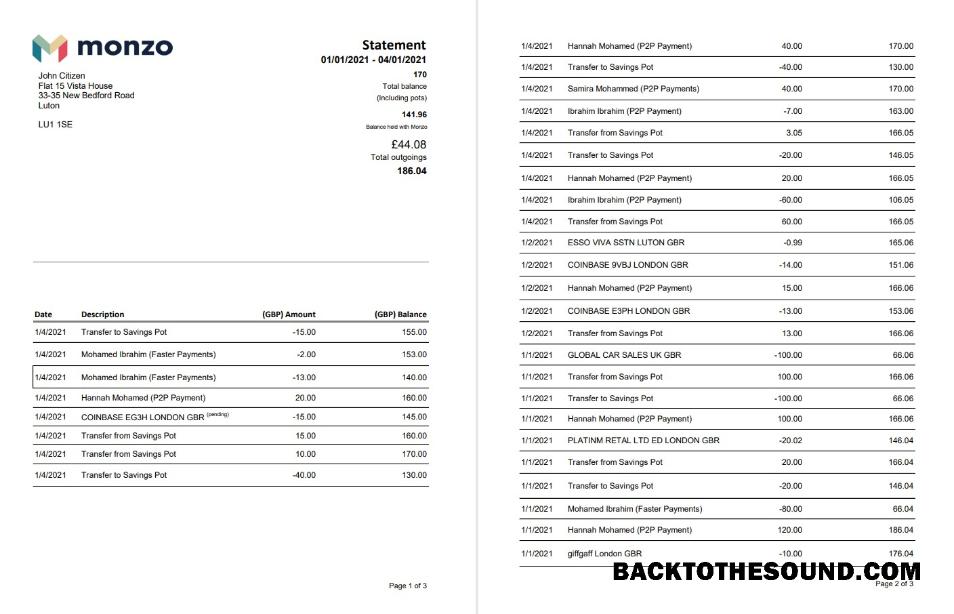 monzo
Statement
01/01/2021 - 04/01/2021
John Citizen
Flat 15 Vista House
33-35 New Bedford Road
Luton
LU1 1SE
170
Total balance
(Including pots)
141.96
Balance held with Monzo
£44.08
Total outgoings
186.04
Date Description (GBP) Amount (GBP) Balance
1/4/2021 Transfer to Savings Pot -15.00 155.00
1/4/2021 Mohamed Ibrahim (Faster Payments) -2.00 153.00
1/4/2021 Mohamed Ibrahim (Faster Payments) -13.00 140.00
1/4/2021 Hannah Mohamed (P2P Payment) 20.00 160.00
1/4/2021 COINBASE EG3H LONDON GBR (pending) -15.00 145.00
1/4/2021 Transfer from Savings Pot 15.00 160.00
1/4/2021 Transfer from Savings Pot 10.00 170.00
1/4/2021 Transfer to Savings Pot -40.00 130.00
Page 1 of 3
1/4/2021 Hannah Mohamed (P2P Payment) 40.00 170.00
1/4/2021 Transfer to Savings Pot -40.00 130.00
1/4/2021 Samira Mohammed (P2P Payments) 40.00 170.00
1/4/2021 Ibrahim Ibrahim (P2P Payment) -7.00 163.00
1/4/2021 Transfer from Savings Pot 3.05 166.05
1/4/2021 Transfer to Savings Pot -20.00 146.05
1/4/2021 Hannah Mohamed (P2P Payment) 20.00 166.05
1/4/2021 Ibrahim Ibrahim (P2P Payment) -60.00 106.05
1/4/2021 Transfer from Savings Pot 60.00 166.05
1/2/2021 ESSO VIVA SSTN LUTON GBR -0.99 165.06
1/2/2021 COINBASE 9VBJ LONDON GBR -14.00 151.06
1/2/2021 Hannah Mohamed (P2P Payment) 15.00 166.06
1/2/2021 COINBASE E3PH LONDON GBR -13.00 153.06
1/2/2021 Transfer from Savings Pot 13.00 166.06
1/1/2021 GLOBAL CAR SALES UK GBR -100.00 66.06
1/1/2021 Transfer from Savings Pot 100.00 166.06
1/1/2021 Transfer to Savings Pot -100.00 66.06
1/1/2021 Hannah Mohamed (P2P Payment) 100.00 166.06
1/1/2021 PLATINM RETAL LTD ED LONDON GBR -20.02 146.04
1/1/2021 Transfer from Savings Pot 20.00 166.04
1/1/2021 Transfer to Savings Pot -20.00 146.04
1/1/2021 Mohamed Ibrahim (Faster Payments) -80.00 66.04
1/1/2021 Hannah Mohamed (P2P Payment) 120.00 186.04
1/1/2021 giffgaff London GBR -10.00 176.04
BACKTOTHESOUND.COM
Page 2 of 3